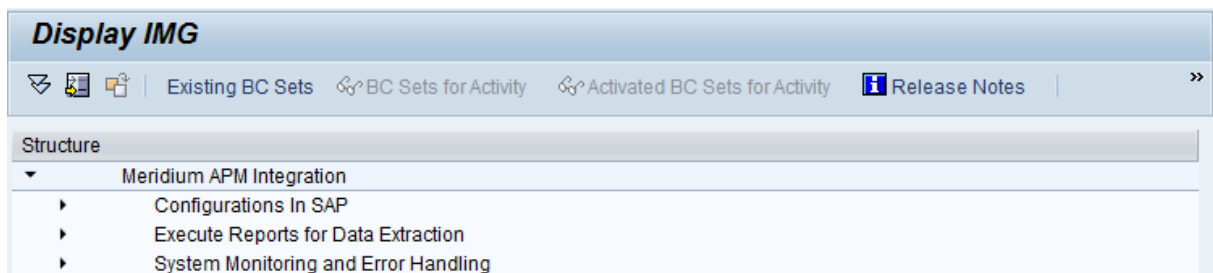 Display IMG
Existing BC Sets BC Sets for Activity Activated BC Sets for Activity Release Notes
Structure
Meridium APM Integration
Configurations In SAP
Execute Reports for Data Extraction
System Monitoring and Error Handling